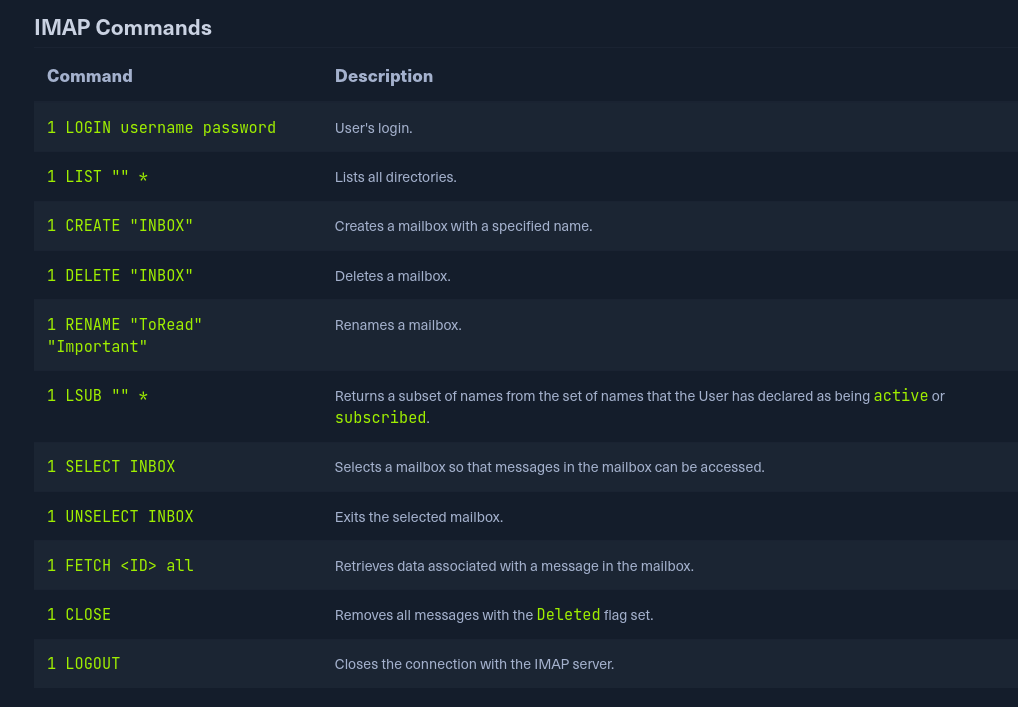 IMAP Commands
Command Description
1 LOGIN username password User's login.
1 LIST "" * Lists all directories.
1 CREATE "INBOX" Creates a mailbox with a specified name.
1 DELETE "INBOX" Deletes a mailbox.
1 RENAME "ToRead" Renames a mailbox.
"Important"
1 LSUB "" * Returns a subset of names from the set of names that the User has declared as being active or
subscribed.
1 SELECT INBOX Selects a mailbox so that messages in the mailbox can be accessed.
1 UNSELECT INBOX Exits the selected mailbox.
1 FETCH <ID> all Retrieves data associated with a message in the mailbox.
1 CLOSE Removes all messages with the Deleted flag set.
1 LOGOUT Closes the connection with the IMAP server.